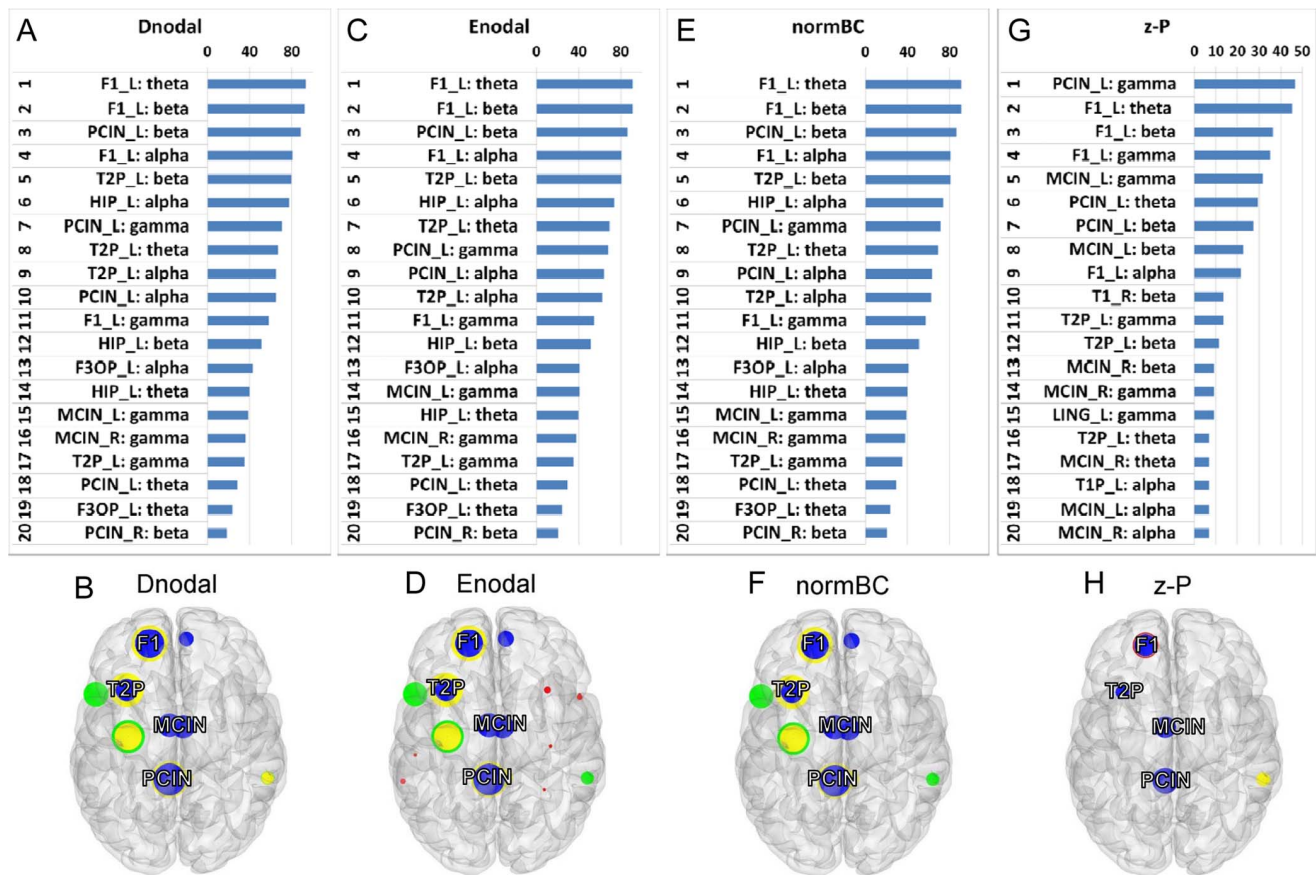 A
Dnodal
0 40 80
1 F1_L: theta
2 F1_L: beta
3 PCIN_L: beta
4 F1_L: alpha
5 T2P_L: beta
6 HIP_L: alpha
7 PCIN_L: gamma
8 T2P_L: theta
9 T2P_L: alpha
10 PCIN_L: alpha
11 F1_L: gamma
12 HIP_L: beta
13 F3OP_L: alpha
14 HIP_L: theta
15 MCIN_L: gamma
16 MCIN_R: gamma
17 T2P_L: gamma
18 PCIN_L: theta
19 F3OP_L: theta
20 PCIN_R: beta
C
Enodal
0 40 80
1 F1_L: theta
2 F1_L: beta
3 PCIN_L: beta
4 F1_L: alpha
5 T2P_L: beta
6 HIP_L: alpha
7 T2P_L: theta
8 PCIN_L: gamma
9 PCIN_L: alpha
10 T2P_L: alpha
11 F1_L: gamma
12 HIP_L: beta
13 F3OP_L: alpha
14 MCIN_L: gamma
15 HIP_L: theta
16 MCIN_R: gamma
17 T2P_L: gamma
18 PCIN_L: theta
19 F3OP_L: theta
20 PCIN_R: beta
E
normBC
0 40 80
1 F1_L: theta
2 F1_L: beta
3 PCIN_L: beta
4 F1_L: alpha
5 T2P_L: beta
6 HIP_L: alpha
7 PCIN_L: gamma
8 T2P_L: theta
9 PCIN_L: alpha
10 T2P_L: alpha
11 F1_L: gamma
12 HIP_L: beta
13 F3OP_L: alpha
14 HIP_L: theta
15 MCIN_L: gamma
16 MCIN_R: gamma
17 T2P_L: gamma
18 PCIN_L: theta
19 F3OP_L: theta
20 PCIN_R: beta
G
z-P
0 10 20 30 40 50
1 PCIN_L: gamma
2 F1_L: theta
3 F1_L: beta
4 F1_L: gamma
5 MCIN_L: gamma
6 PCIN_L: theta
7 PCIN_L: beta
8 MCIN_L: beta
9 F1_L: alpha
10 T1_R: beta
11 T2P_L: gamma
12 T2P_L: beta
13 MCIN_R: beta
14 MCIN_R: gamma
15 LING_L: gamma
16 T2P_L: theta
17 MCIN_R: theta
18 T1P_L: alpha
19 MCIN_L: alpha
20 MCIN_R: alpha
B
Dnodal
F1
T2P
MCIN
PCIN
D
Enodal
F1
T2P
MCIN
PCIN
F
normBC
F1
T2P
MCIN
PCIN
H
z-P
F1
T2P
MCIN
PCIN